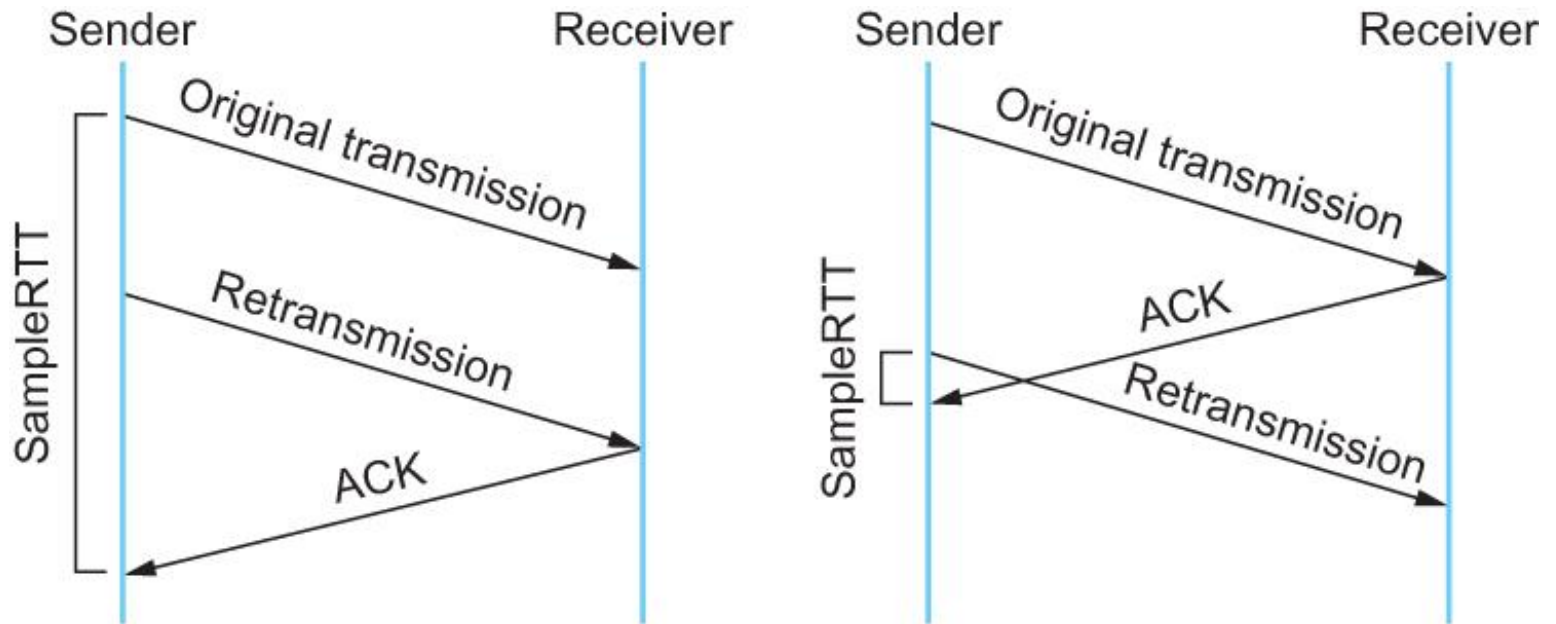 Sender
Receiver
Original transmission
SampleRTT
Retransmission
ACK
Sender
Receiver
Original transmission
ACK
SampleRTT
Retransmission